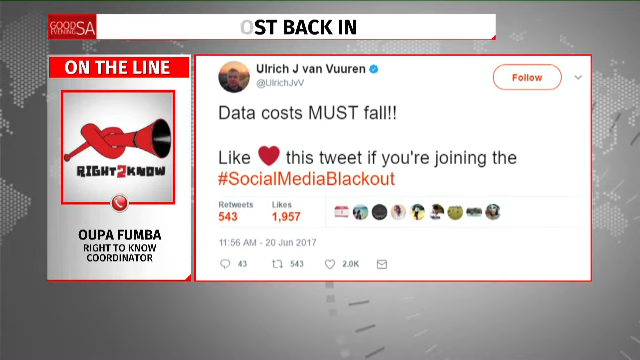 GOOD
EVENING SA
OST BACK IN
ON THE LINE
RIGHT2KNOW
OUPA FUMBA
RIGHT TO KNOW
COORDINATOR
Ulrich J van Vuuren
@UlrichJvV
Follow
Data costs MUST fall!!
Like this tweet if you're joining the
#SocialMediaBlackout
Retweets Likes
543 1,957
11:56 AM - 20 Jun 2017
43 543 2.0K